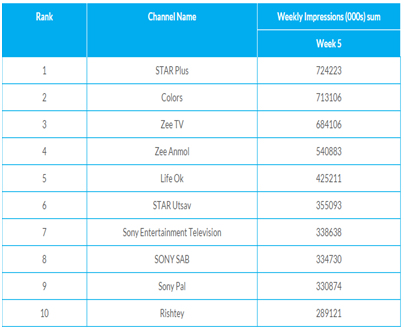 Rank Channel Name Weekly Impressions (000s) sum
Week 5
1 STAR Plus 724223
2 Colors 713106
3 Zee TV 684106
4 Zee Anmol 540883
5 Life Ok 425211
6 STAR Utsav 355093
7 Sony Entertainment Television 338638
8 SONY SAB 334730
9 Sony Pal 330874
10 Rishtey 289121